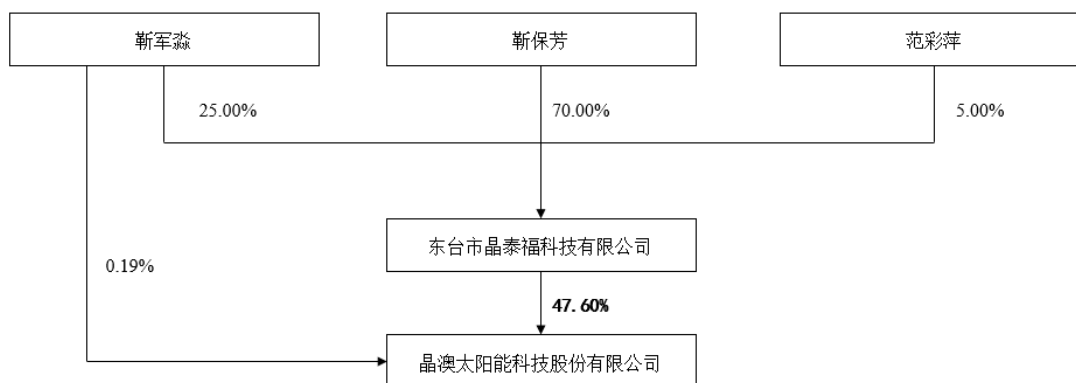 靳军淼
靳保芳
范彩萍
25.00%
70.00%
5.00%
东台市晶泰福科技有限公司
0.19%
47.60%
晶澳太阳能科技股份有限公司